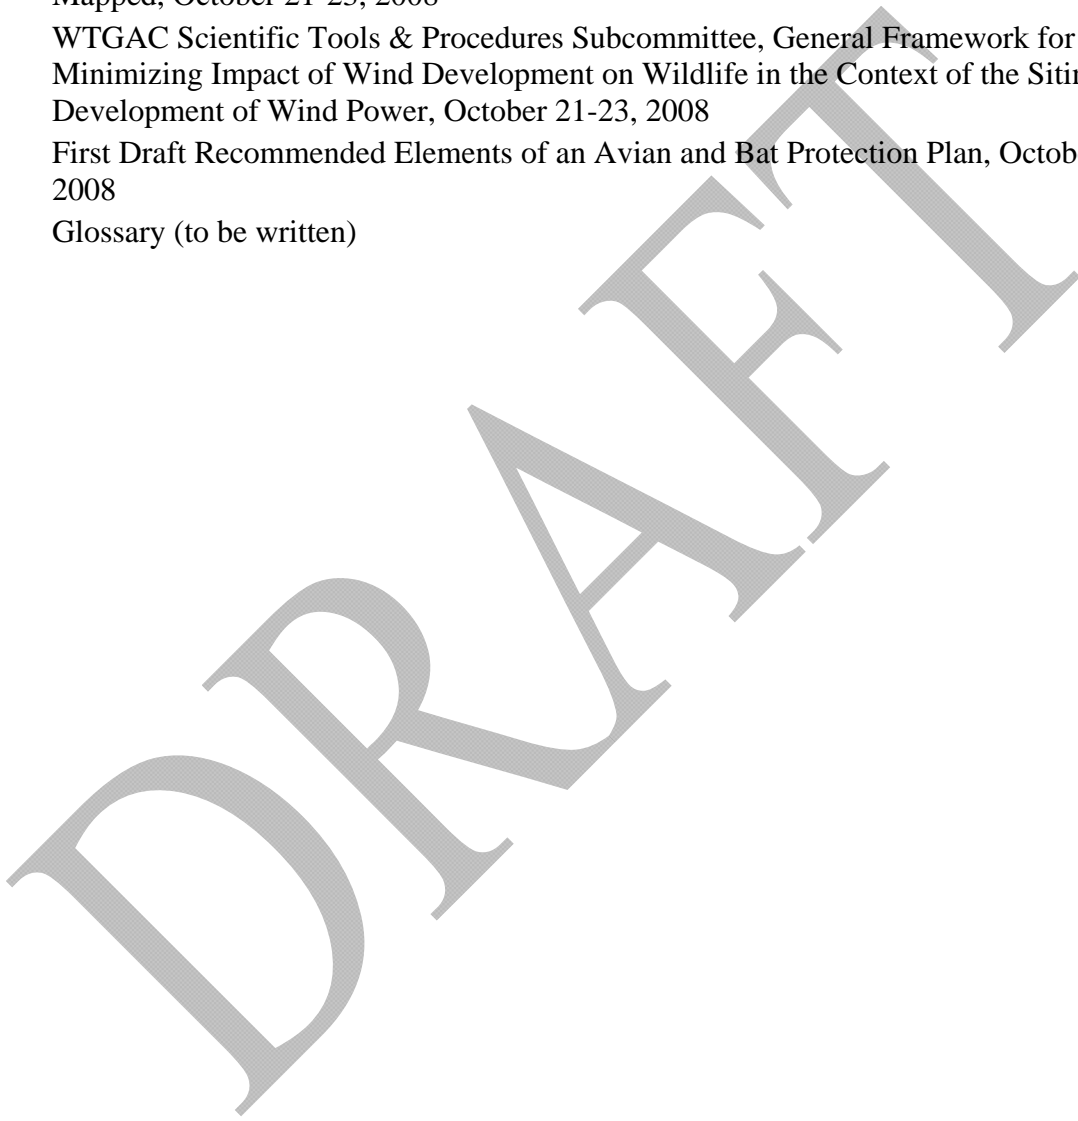 Mapped, October 21-23, 2008
WTGAC Scientific Tools & Procedures Subcommittee, General Framework for
Minimizing Impact of Wind Development on Wildlife in the Context of the
Development of Wind Power, October 21-23, 2008
First Draft Recommended Elements of an Avian and Bat Protection Plan,
2008
Glossary (to be written)
DRAFT